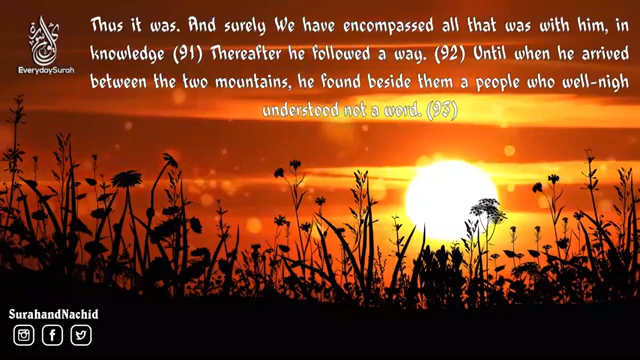 Thus it was. And surely We have encompassed all that was with him, in
knowledge (91) Thereafter he followed a way. (92) Until when he arrived
between the two mountains, he found beside them a people who well-nigh
understood not a word. (93)
EverydaySurah
SurahandNachid